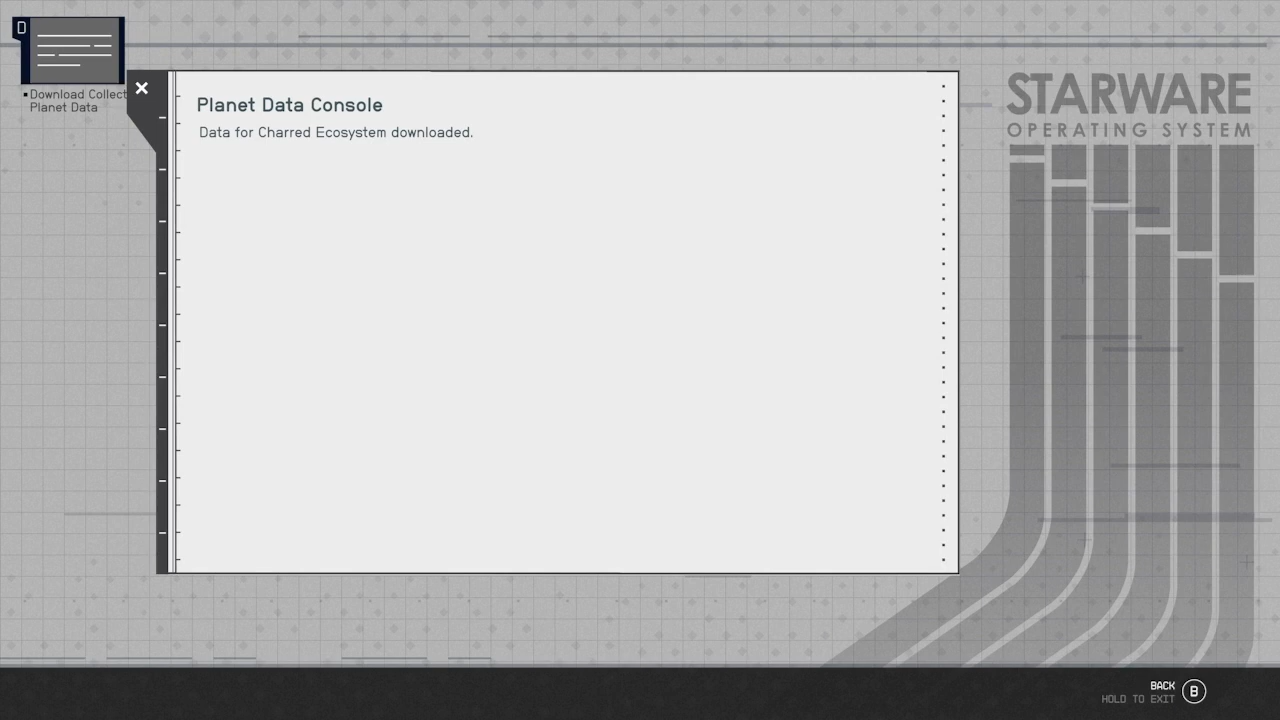 D
Download Collect
Planet Data
Planet Data Console
Data for Charred Ecosystem downloaded.
STARWARE
OPERATING SYSTEM
BACK
HOLD TO EXIT
B